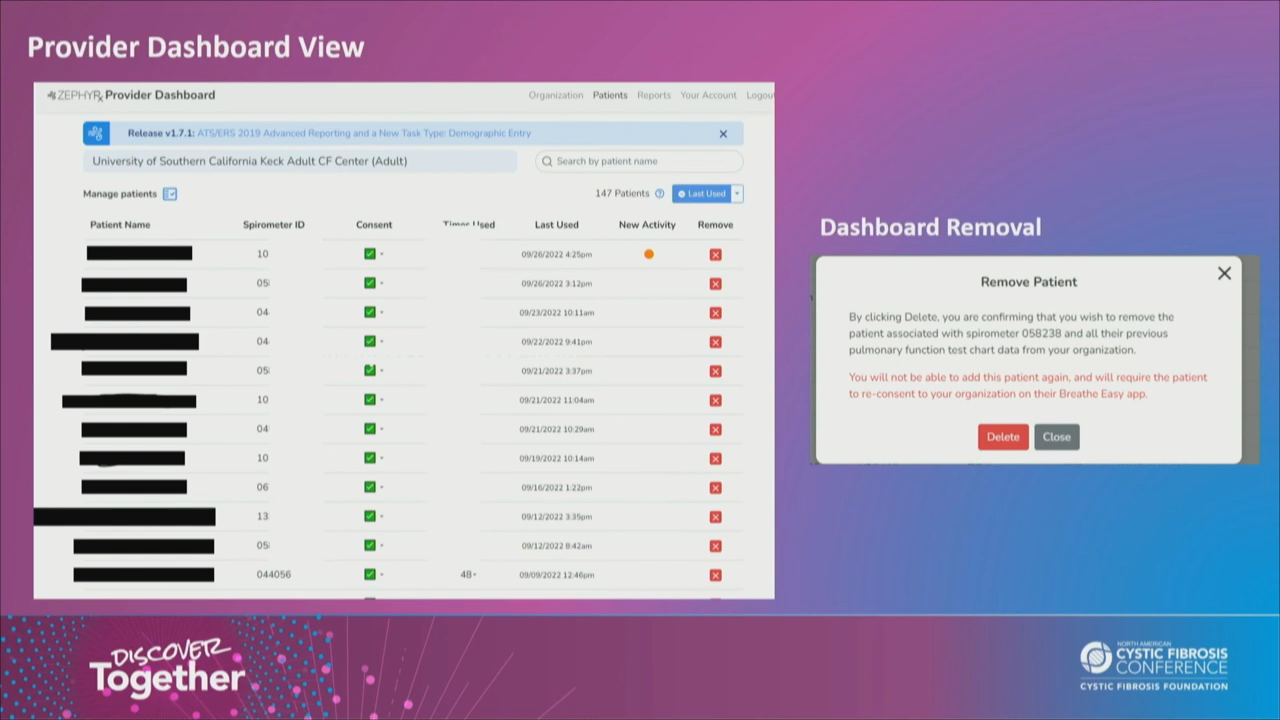 Provider Dashboard View
ZEPHYRx Provider Dashboard
Organization Patients Reports Your Account Logout
Release v1.7.1: ATS/ERS 2019 Advanced Reporting and a New Task Type: Demographic Entry
University of Southern California Keck Adult CF Center (Adult)
Search by patient name
Manage patients
147 Patients
Last Used
Patient Name Spirometer ID Consent Times Used Last Used New Activity Remove
10 09/26/2022 4:25pm
05 09/26/2022 3:12pm
04 09/23/2022 10:11am
04 09/22/2022 9:41pm
05 09/21/2022 3:37pm
10 09/21/2022 11:04am
04 09/21/2022 10:29am
10 09/19/2022 10:14am
06 09/16/2022 1:22pm
13 09/12/2022 3:35pm
05 09/12/2022 8:42am
044056 48 09/09/2022 12:46pm
Dashboard Removal
Remove Patient
By clicking Delete, you are confirming that you wish to remove the
patient associated with spirometer 058238 and all their previous
pulmonary function test chart data from your organization.
You will not be able to add this patient again, and will require the patient
to re-consent to your organization on their Breathe Easy app.
Delete Close
DISCOVER
Together
NORTH AMERICAN
CYSTIC FIBROSIS
CONFERENCE
CYSTIC FIBROSIS FOUNDATION